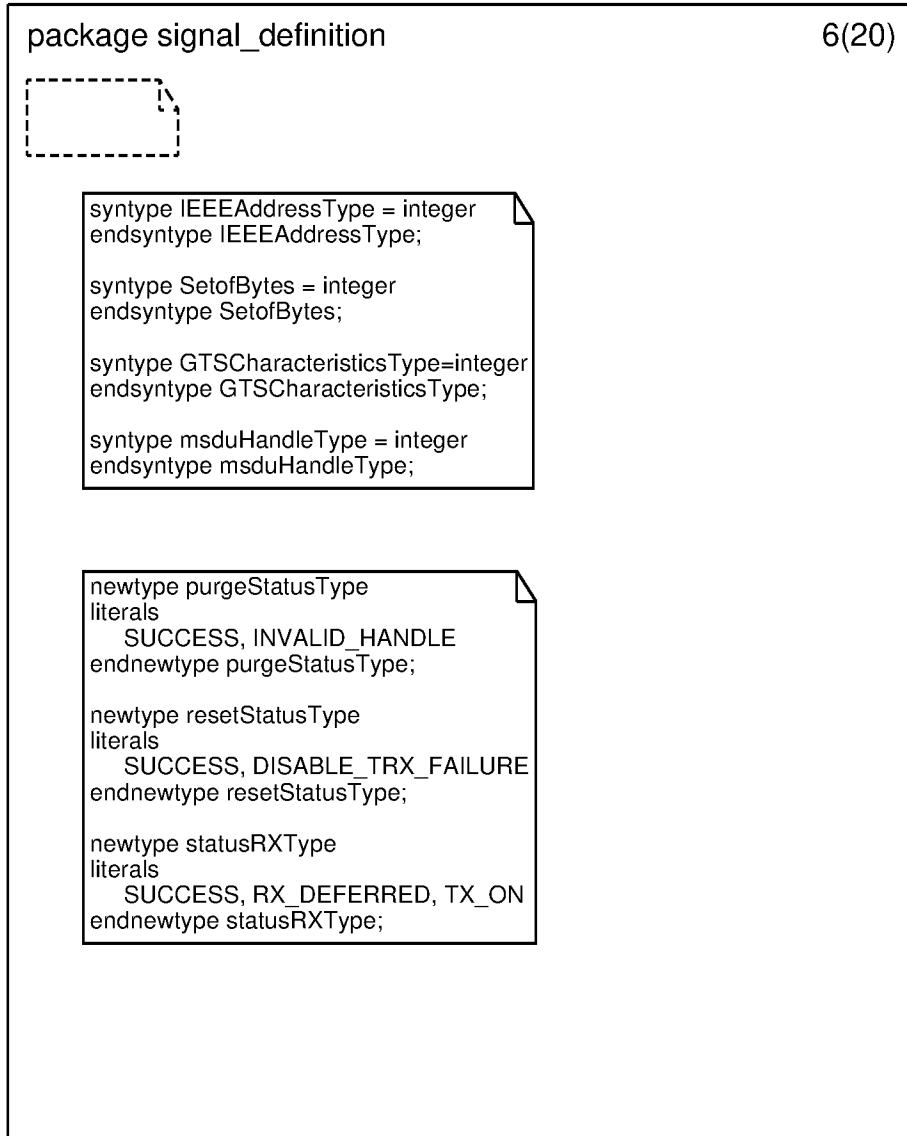 package signal_definition 6(20)
syntype IEEEAddressType = integer
endsyntype IEEEAddressType;
syntype SetofBytes = integer
endsyntype SetofBytes;
syntype GTSCharacteristicsType=integer
endsyntype GTSCharacteristicsType;
syntype msduHandleType = integer
endsyntype msduHandleType;
newtype purgeStatusType
literals
SUCCESS, INVALID_HANDLE
endnewtype purgeStatusType;
newtype resetStatusType
literals
SUCCESS, DISABLE_TRX_FAILURE
endnewtype resetStatusType;
newtype statusRXType
literals
SUCCESS, RX_DEFERRED, TX_ON
endnewtype statusRXType;